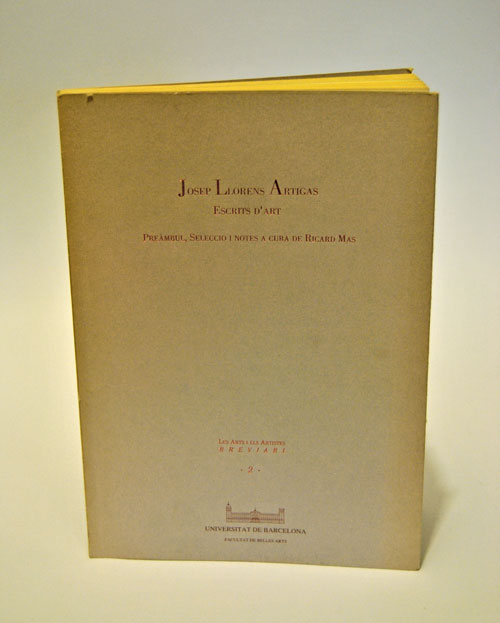 Josep Llorens Artigas
Escrits d'art
Preàmbul, Seleccio i notes a cura de Ricard Mas
Les Arts i els Artistes
BREVIARI
- 2 -
UNIVERSITAT DE BARCELONA
FACULTAT DE BELLES ARTS